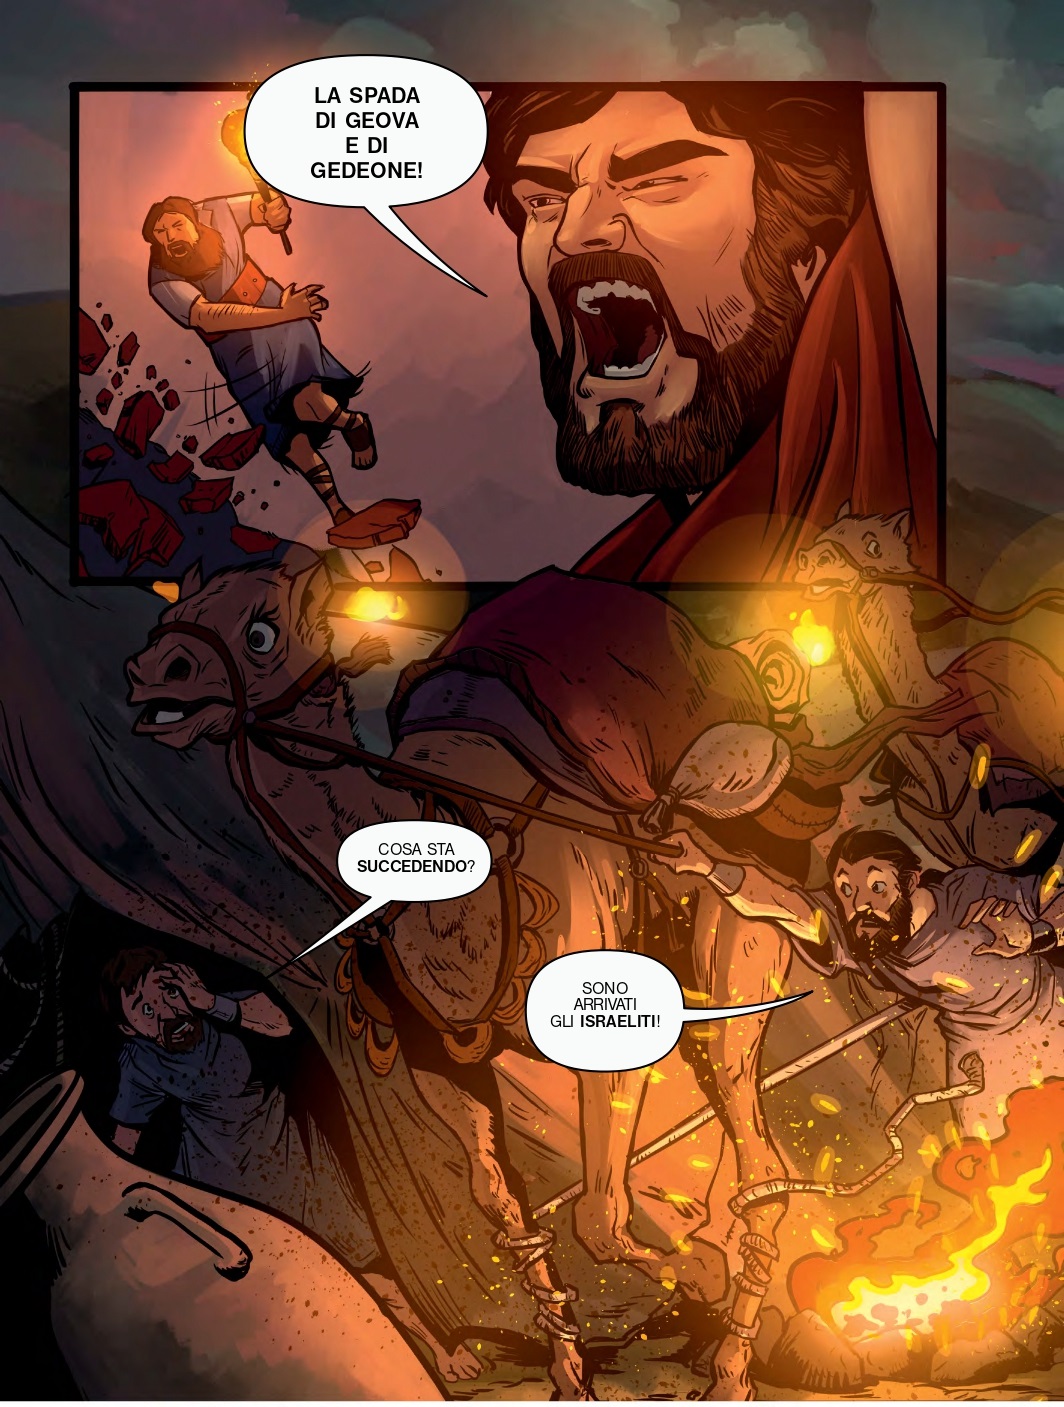 LA SPADA
DI GEOVA
E DI
GEDEONE!
COSA STA
SUCCEDENDO?
SONO
ARRIVATI
GLI ISRAELITI!